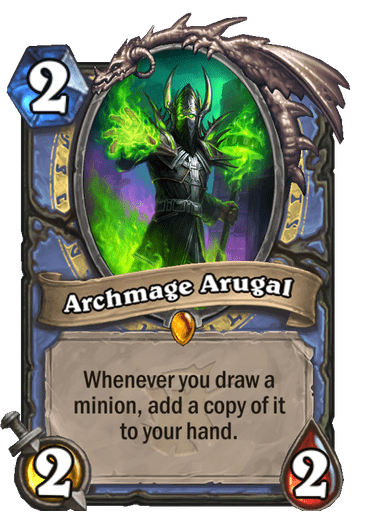 2
Archmage Arugal
Whenever you draw a
minion, add a copy of it
to your hand.
2
2